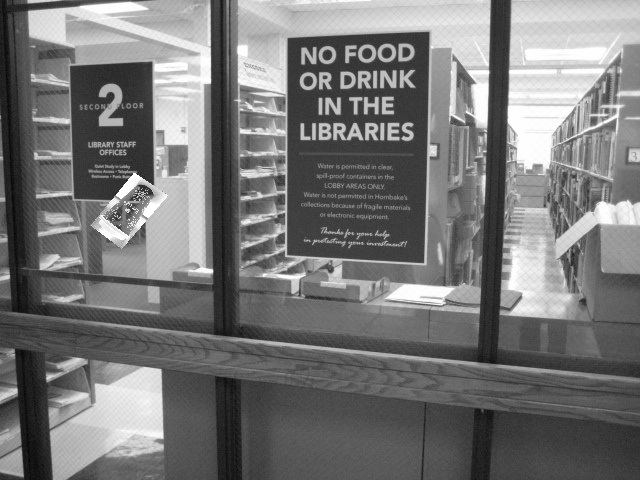 2
SECOND FLOOR
LIBRARY STAFF
OFFICES
NO FOOD
OR DRINK
IN THE
LIBRARIES
Water is permitted in clear,
spill-proof containers in the
LOBBY AREAS ONLY.
Water is not permitted in Hornbake's
collections because of fragile materials
or electronic equipment.
Thanks for your help
in protecting your investment!